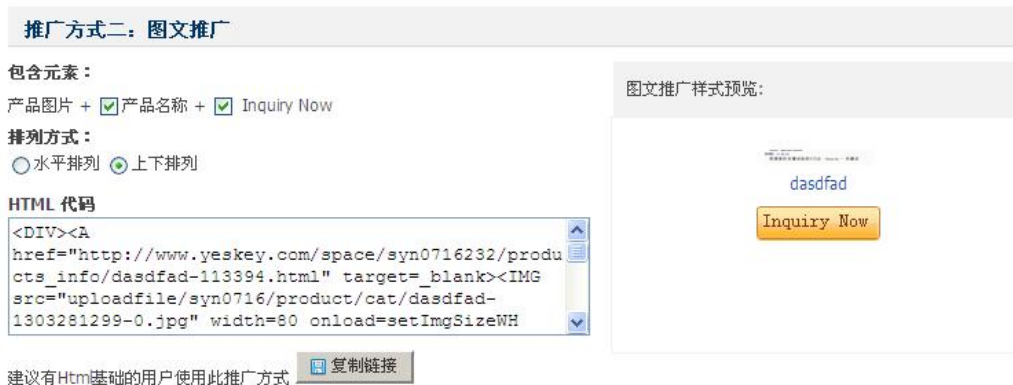 推广方式二：图文推广
包含元素：
产品图片 + 产品名称 + Inquiry Now
排列方式：
水平排列 上下排列
HTML 代码
<DIV><A
href="http://www.yeskey.com/space/syn0716232/produ
cts_info/dasdfad-113394.html" target=_blank><IMG
src="uploadfile/syn0716/product/cat/dasdfad-
1303281299-0.jpg" width=80 onload=setImgSizeWH
建议有Html基础的用户使用此推广方式 复制链接
图文推广样式预览：
dasdfad
Inquiry Now